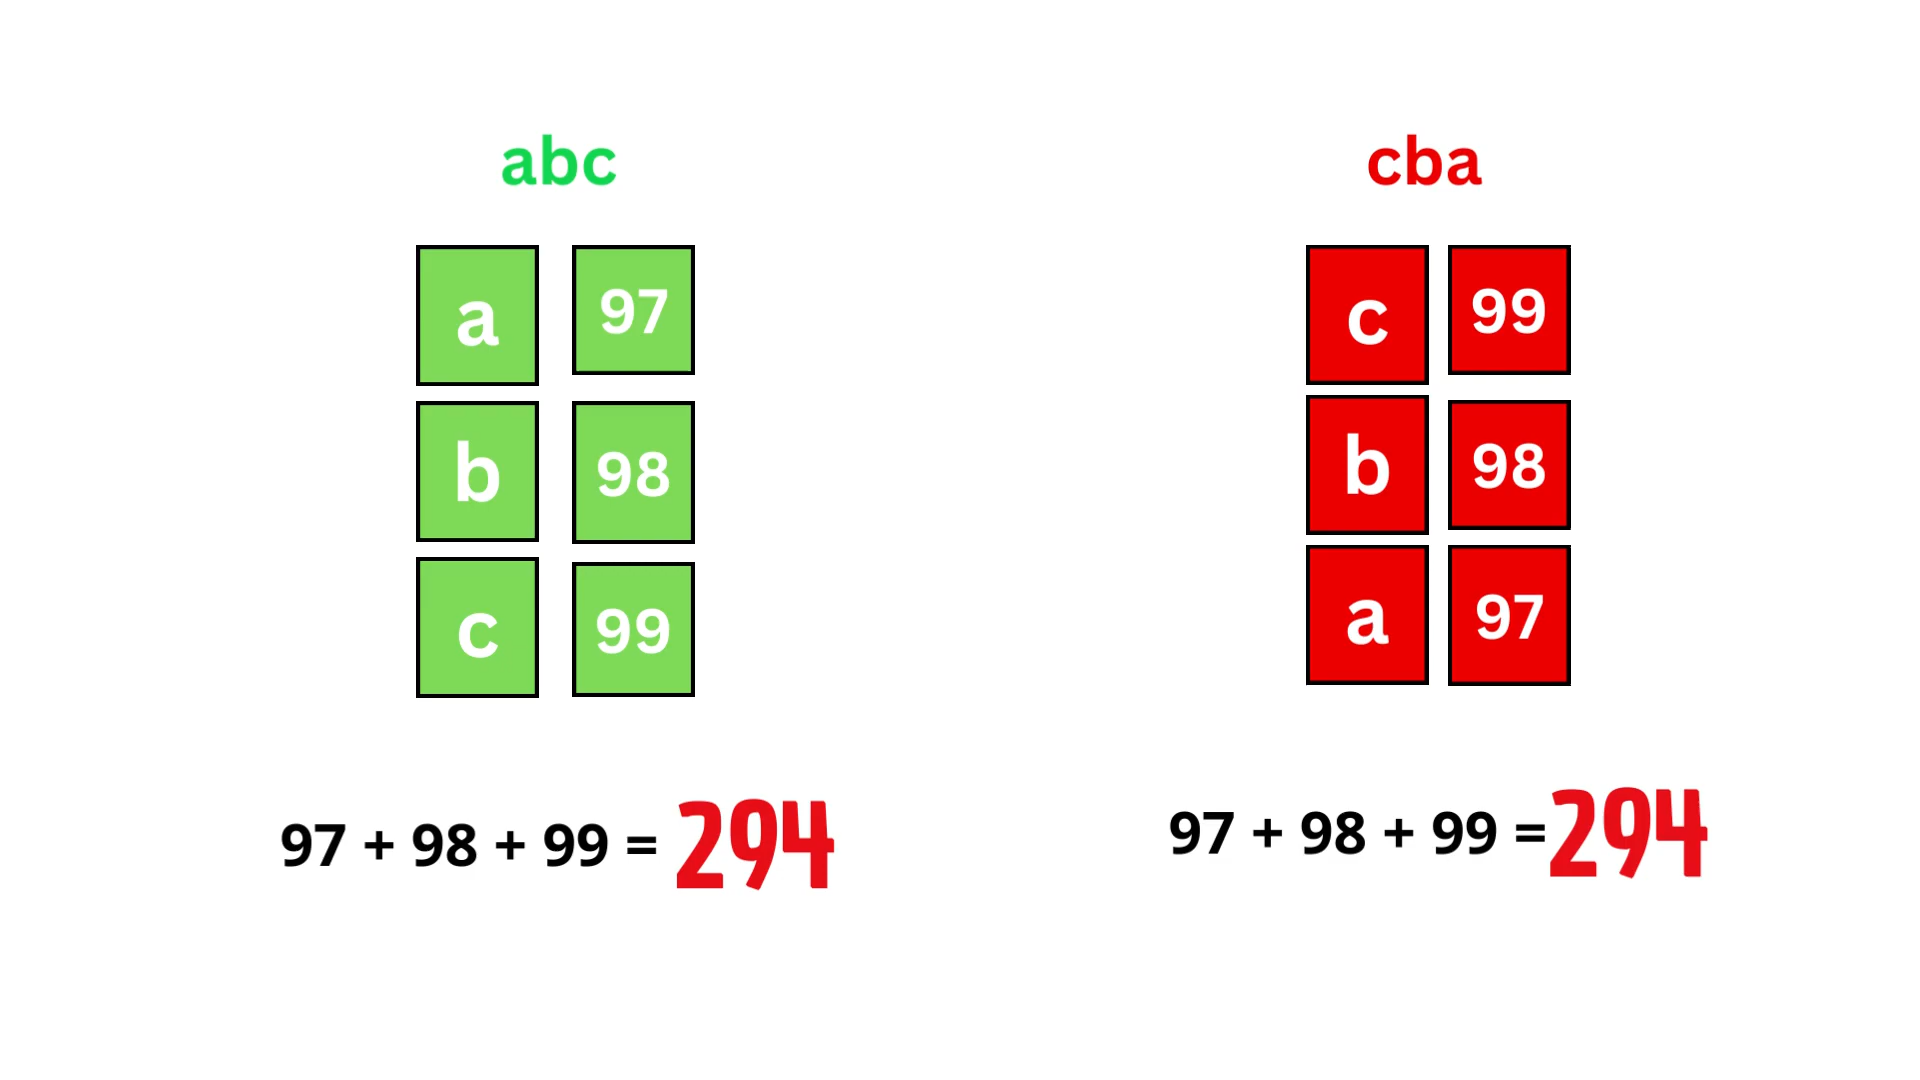 abc
a 97
b 98
c 99
97 + 98 + 99 = 294
cba
c 99
b 98
a 97
97 + 98 + 99 =294